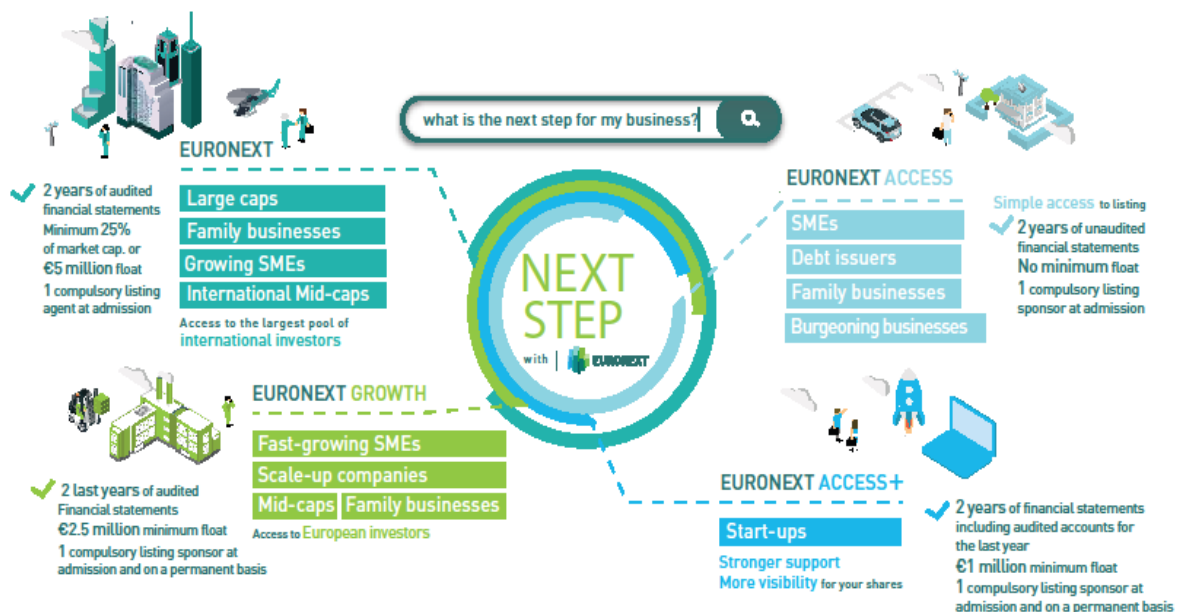 what is the next step for my business?
EURONEXT
2 years of audited
financial statements
Minimum 25%
of market cap. or
€5 million float
1 compulsory listing
agent at admission
Large caps
Family businesses
Growing SMEs
International Mid-caps
Access to the largest pool of
international investors
NEXT
STEP
with | EURONEXT
EURONEXT ACCESS
SMEs
Debt issuers
Family businesses
Burgeoning businesses
Simple access to listing
2 years of unaudited
financial statements
No minimum float
1 compulsory listing
sponsor at admission
EURONEXT GROWTH
Fast-growing SMEs
Scale-up companies
Mid-caps Family businesses
Access to European investors
2 last years of audited
Financial statements
€2.5 million minimum float
1 compulsory listing sponsor at
admission and on a permanent basis
EURONEXT ACCESS+
Start-ups
Stronger support
More visibility for your shares
2 years of financial statements
including audited accounts for
the last year
€1 million minimum float
1 compulsory listing sponsor at
admission and on a permanent basis